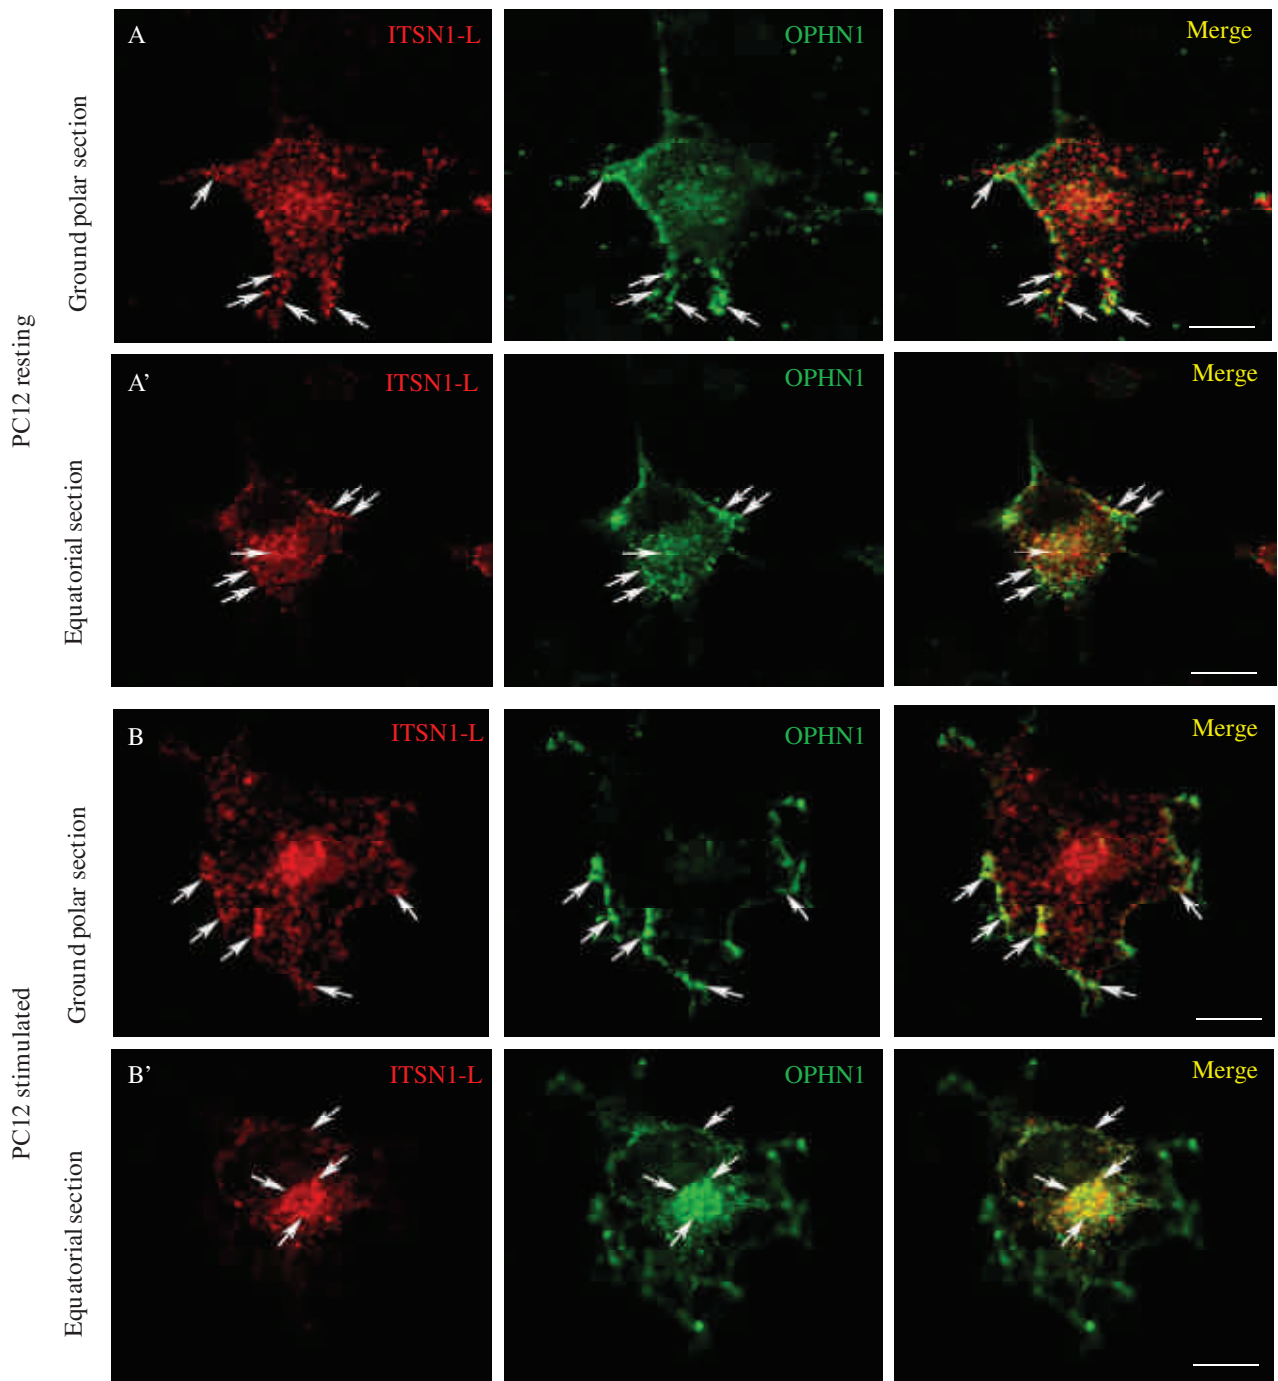 PC12 resting
Ground polar section
A
ITSN1-L
OPHN1
Merge
Equatorial section
A’
ITSN1-L
OPHN1
Merge
PC12 stimulated
Ground polar section
B
ITSN1-L
OPHN1
Merge
Equatorial section
B’
ITSN1-L
OPHN1
Merge